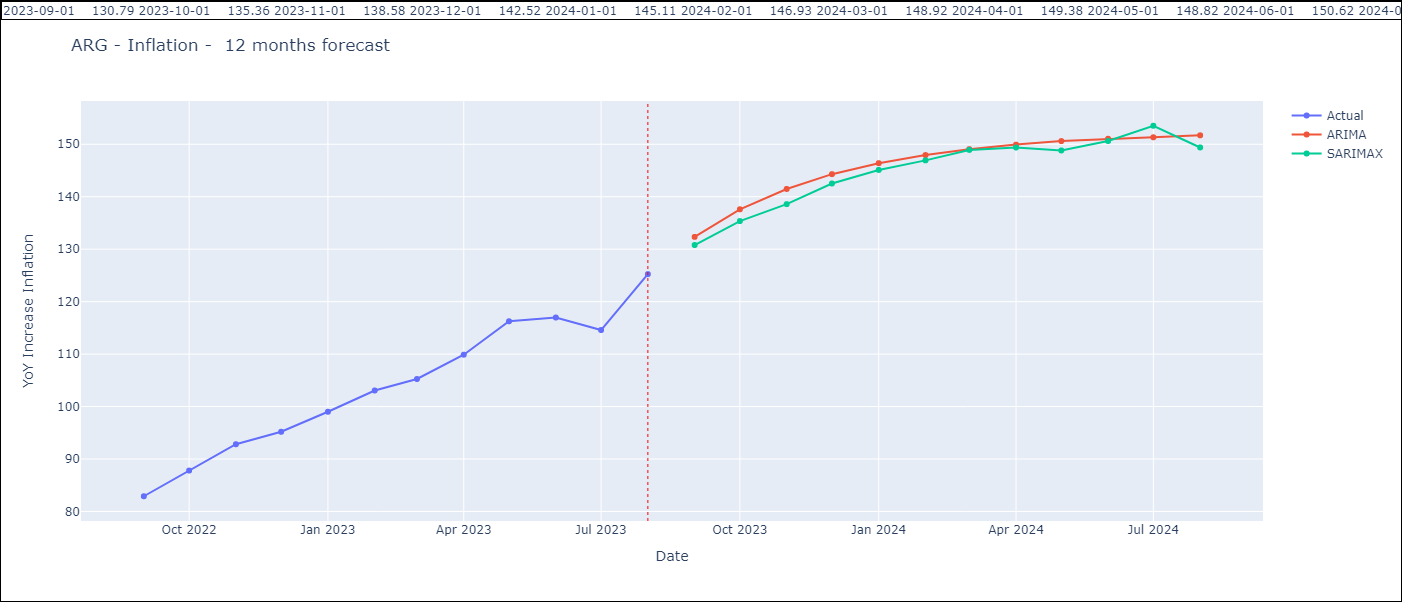 2023-09-01 130.79 2023-10-01 135.36 2023-11-01 138.58 2023-12-01 142.52 2024-01-01 145.11 2024-02-01 146.93 2024-03-01 148.92 2024-04-01 149.38 2024-05-01 148.82 2024-06-01 150.62 2024-0
ARG - Inflation - 12 months forecast
Actual
ARIMA
SARIMAX
YoY Increase Inflation
150
140
130
120
110
100
90
80
Oct 2022 Jan 2023 Apr 2023 Jul 2023 Oct 2023 Jan 2024 Apr 2024 Jul 2024
Date